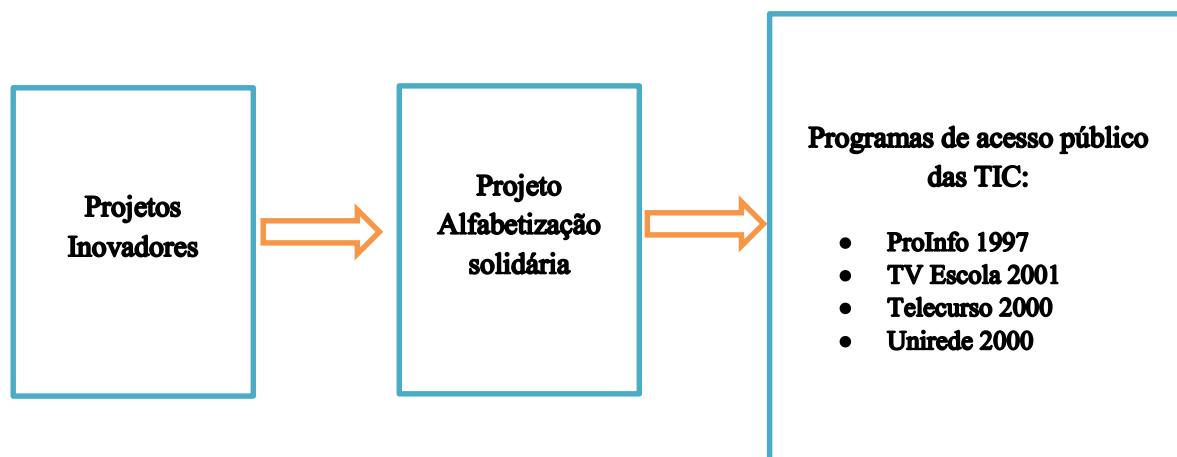 Projetos
Inovadores
Projeto
Alfabetização
solidária
Programas de acesso público
das TIC:
• ProInfo 1997
• TV Escola 2001
• Telecurso 2000
• Unirede 2000